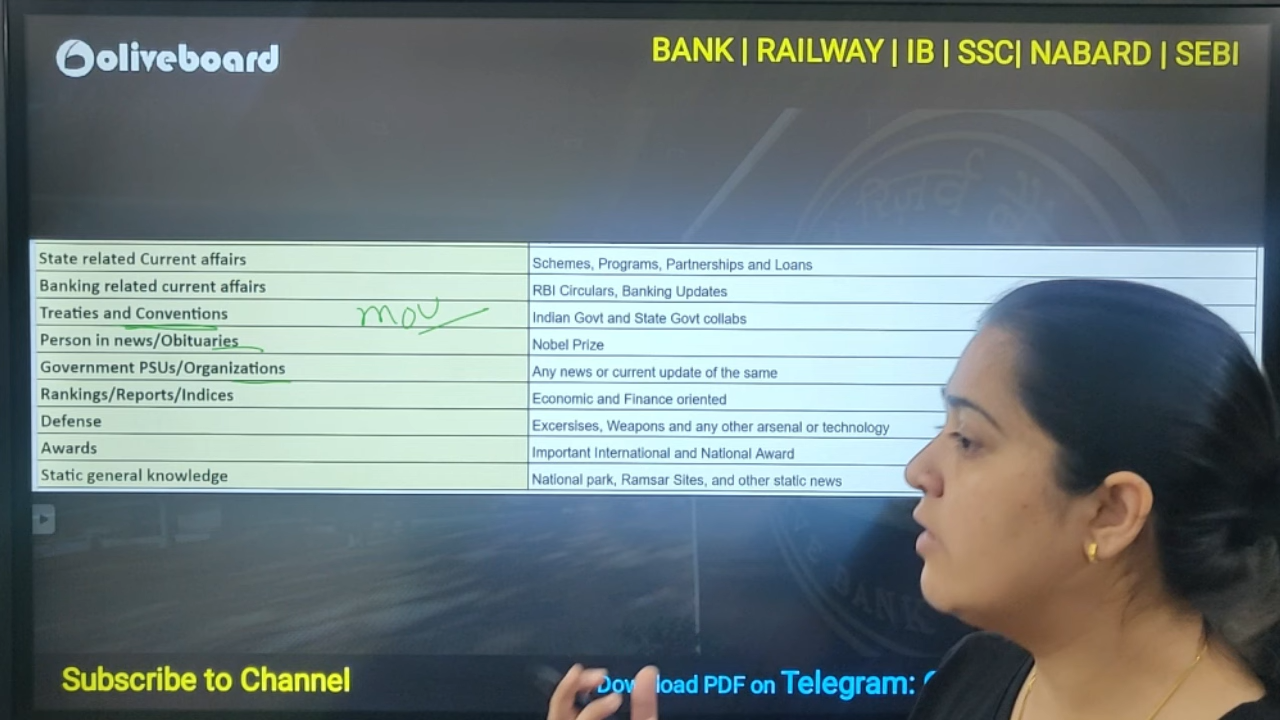 oliveboard
BANK | RAILWAY | IB | SSC| NABARD | SEBI
रिज़र्व
State related Current affairs
Schemes, Programs, Partnerships and Loans
Banking related current affairs
RBI Circulars, Banking Updates
Treaties and Conventions
MOU
Indian Govt and State Govt collabs
Person in news/Obituaries
Nobel Prize
Government PSUs/Organizations
Any news or current update of the same
Rankings/Reports/Indices
Economic and Finance oriented
Defense
Excersises, Weapons and any other arsenal or technology
Awards
Important International and National Award
Static general knowledge
National park, Ramsar Sites, and other static news
BANK
Subscribe to Channel
PDF on Telegram: